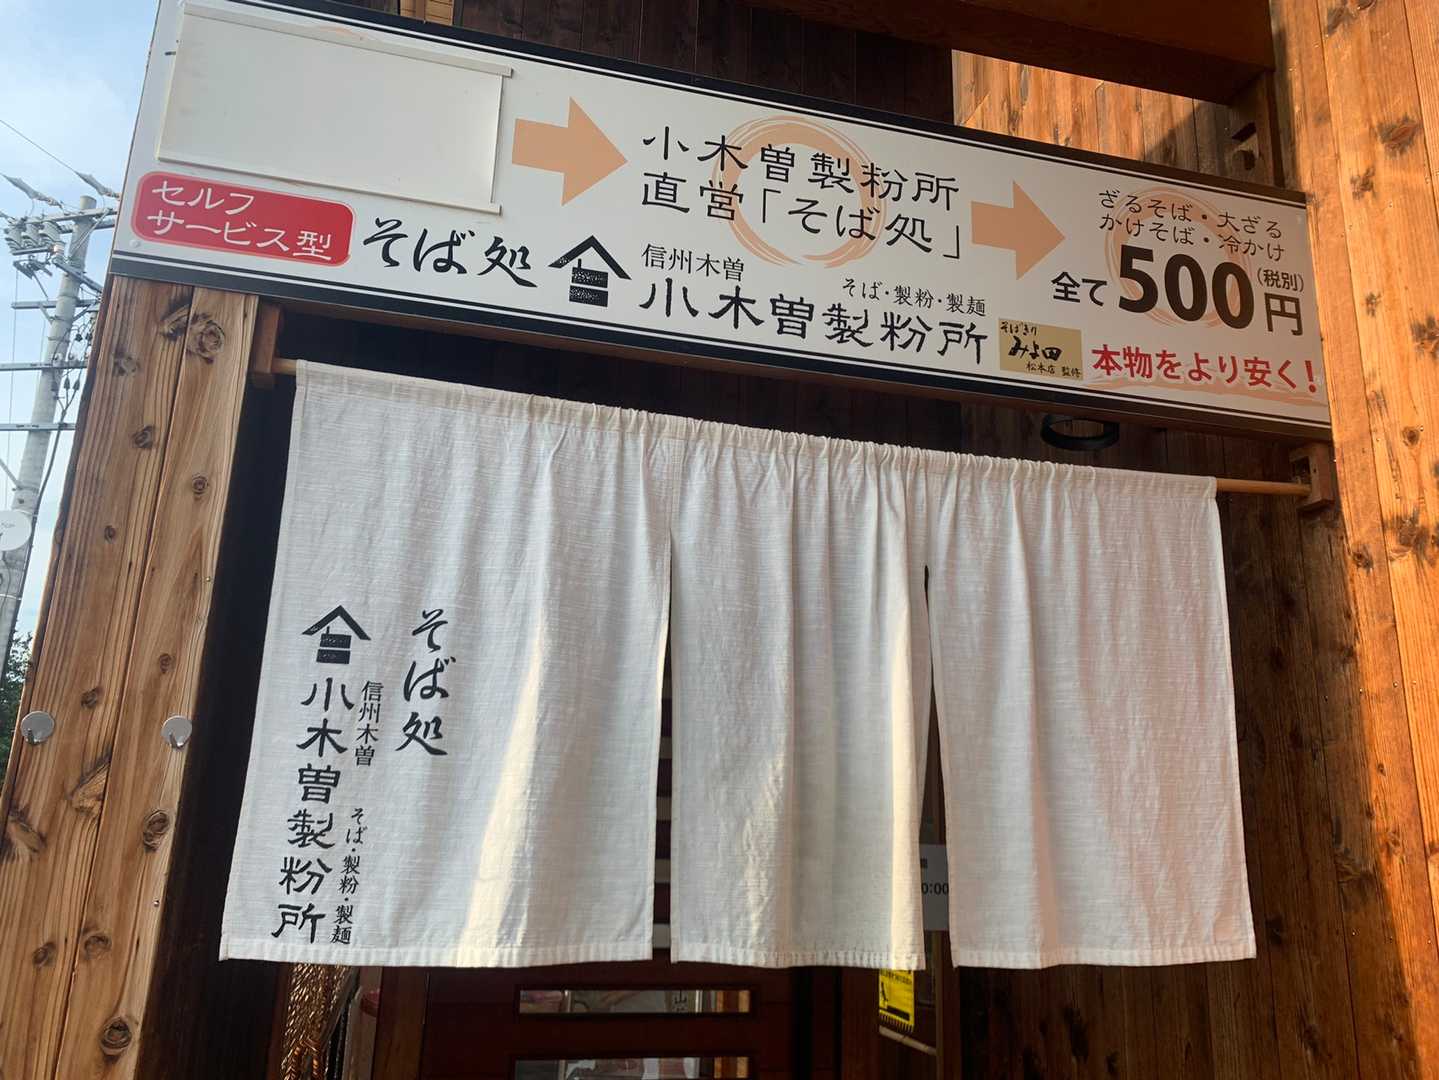 小木曽製粉所
直営「そば処」
ざるそば・大ざる
かけそば・冷かけ
全て500円
(税別)
セルフ
サービス型
そば処
信州木曽
そば・製粉・製麺
小木曽製粉所
そばきり
みよ田
松本店 監修
本物をより安く!
そば処
信州木曽
小木曽製粉所
そば・製粉・製麺